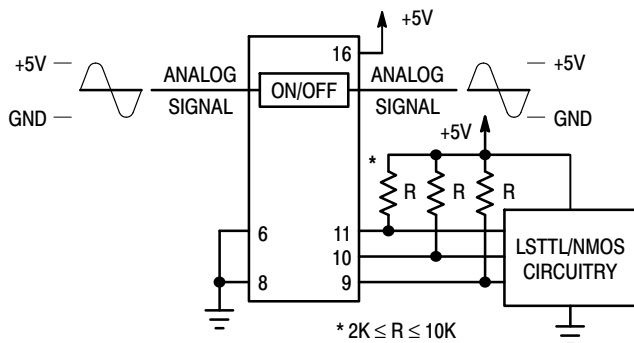 +5V
16
+5V
ANALOG
ON/OFF
ANALOG
+5V
GND
SIGNAL
SIGNAL
GND
+5V
*
R
R
R
6
11
LSTTL/NMOS
10
CIRCUITRY
8
9
* 2K ≤ R ≤ 10K